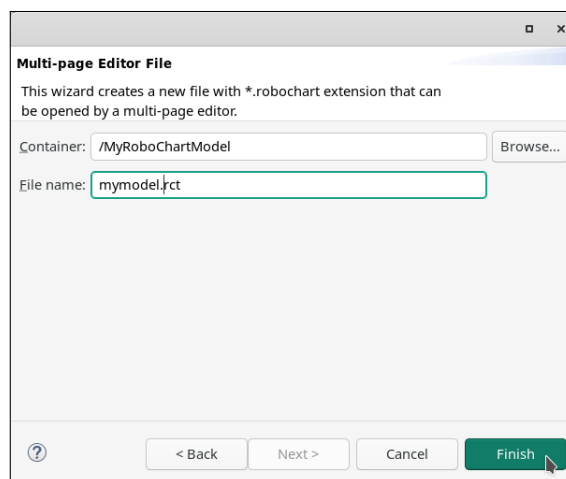 Multi-page Editor File
This wizard creates a new file with *.robochart extension that can
be opened by a multi-page editor.
Container: /MyRoboChartModel Browse...
File name: mymodel.rct
? < Back Next > Cancel Finish